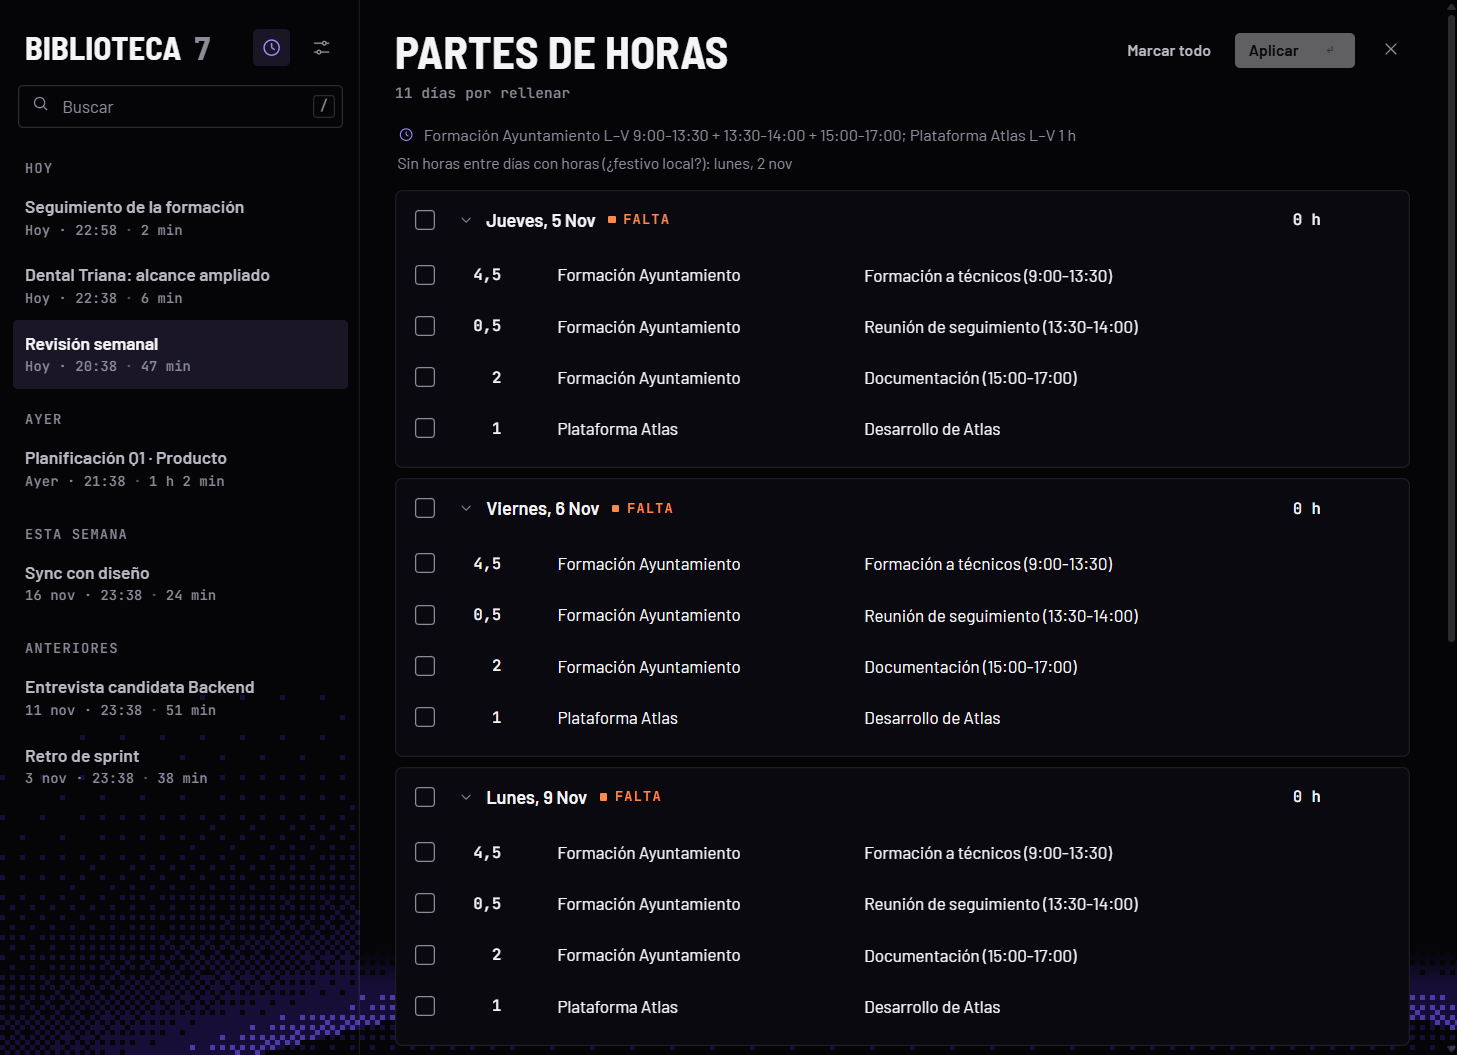 BIBLIOTECA 7
Buscar /
HOY
Seguimiento de la formación
Hoy · 22:58 · 2 min
Dental Triana: alcance ampliado
Hoy · 22:38 · 6 min
Revisión semanal
Hoy · 20:38 · 47 min
AYER
Planificación Q1 · Producto
Ayer · 21:38 · 1 h 2 min
ESTA SEMANA
Sync con diseño
16 nov · 23:38 · 24 min
ANTERIORES
Entrevista candidata Backend
11 nov · 23:38 · 51 min
Retro de sprint
3 nov · 23:38 · 38 min
PARTES DE HORAS
11 días por rellenar
Marcar todo
Aplicar ⏎
Formación Ayuntamiento L-V 9:00-13:30 + 13:30-14:00 + 15:00-17:00; Plataforma Atlas L-V 1 h
Sin horas entre días con horas (¿festivo local?): lunes, 2 nov
Jueves, 5 Nov FALTA 0 h
4,5 Formación Ayuntamiento Formación a técnicos (9:00-13:30)
0,5 Formación Ayuntamiento Reunión de seguimiento (13:30-14:00)
2 Formación Ayuntamiento Documentación (15:00-17:00)
1 Plataforma Atlas Desarrollo de Atlas
Viernes, 6 Nov FALTA 0 h
4,5 Formación Ayuntamiento Formación a técnicos (9:00-13:30)
0,5 Formación Ayuntamiento Reunión de seguimiento (13:30-14:00)
2 Formación Ayuntamiento Documentación (15:00-17:00)
1 Plataforma Atlas Desarrollo de Atlas
Lunes, 9 Nov FALTA 0 h
4,5 Formación Ayuntamiento Formación a técnicos (9:00-13:30)
0,5 Formación Ayuntamiento Reunión de seguimiento (13:30-14:00)
2 Formación Ayuntamiento Documentación (15:00-17:00)
1 Plataforma Atlas Desarrollo de Atlas